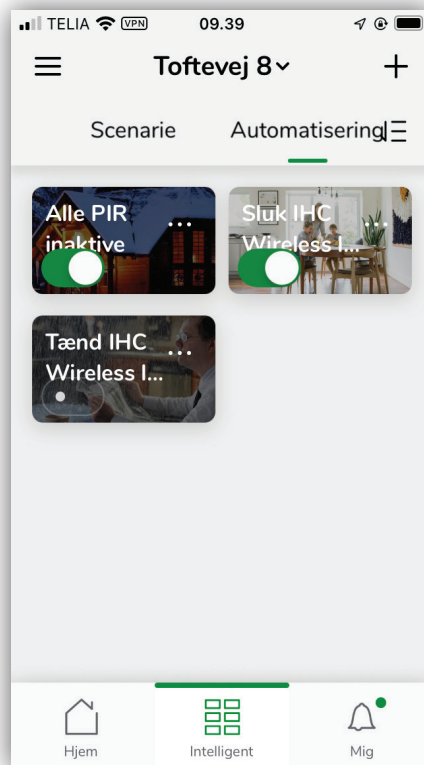 TELIA VPN 09.39
Toftevej 8
Scenarie Automatisering
Alle PIR
inaktive
Sluk IHC
Wireless I...
Tænd IHC
Wireless I...
Hjem Intelligent Mig